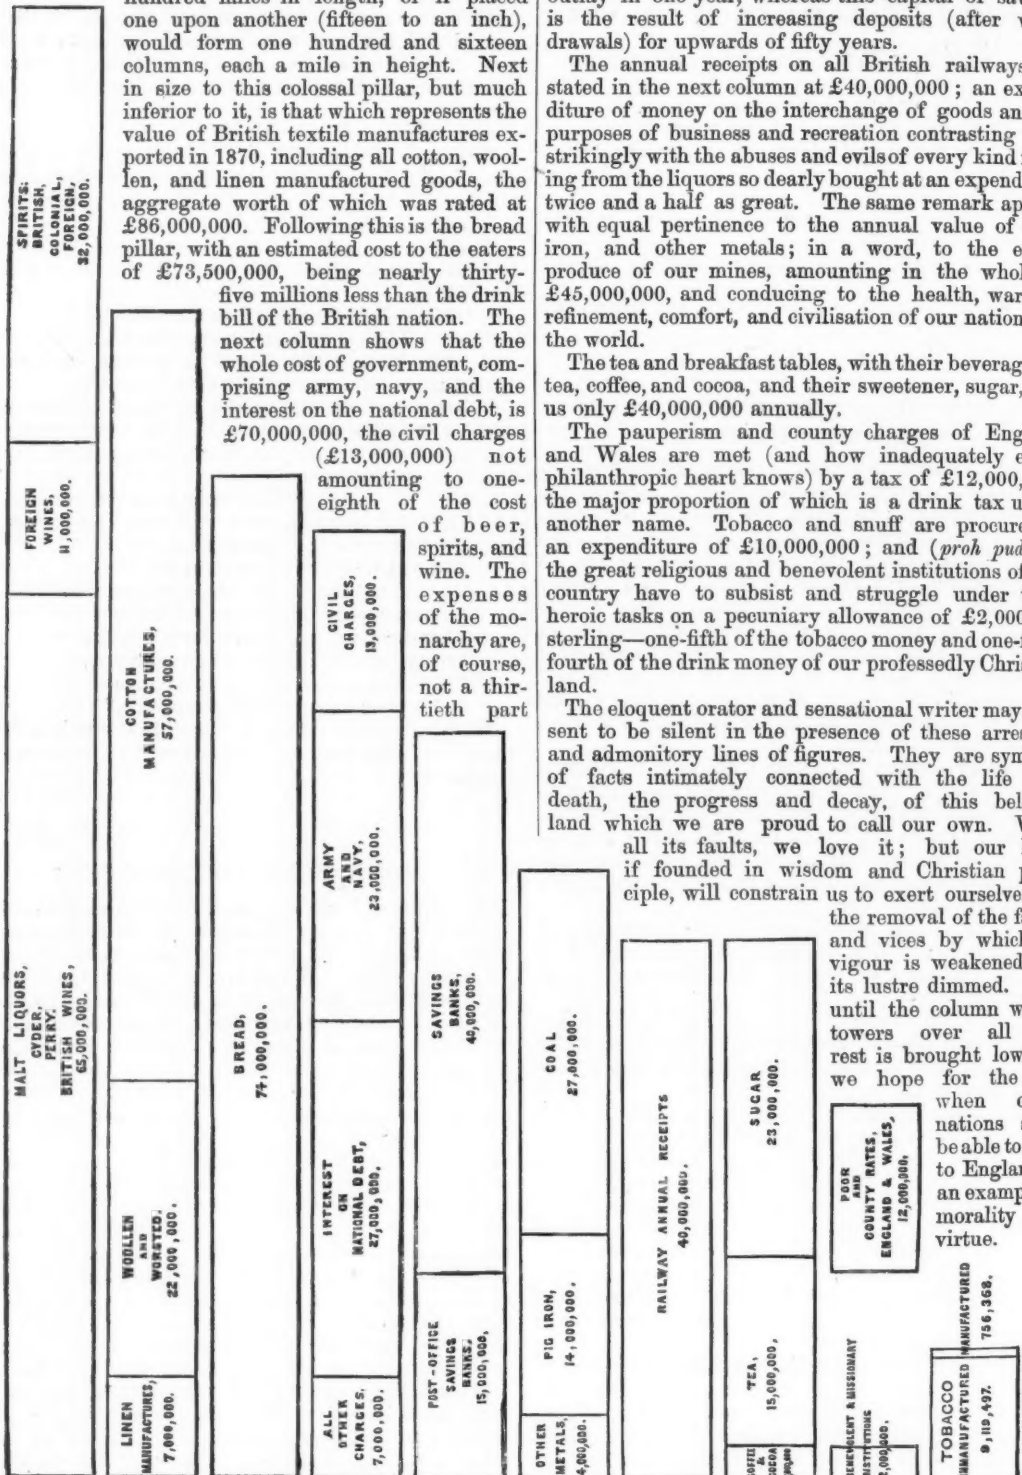 one upon another (fifteen to an inch),
would form one hundred and sixteen
columns, each a mile in height. Next
in size to this colossal pillar, but much
inferior to it, is that which represents the
value of British textile manufactures ex-
ported in 1870, including all cotton, wool-
len, and linen manufactured goods, the
aggregate worth of which was rated at
£86,000,000. Following this is the bread
pillar, with an estimated cost to the eaters
of £73,500,000, being nearly thirty-
five millions less than the drink
bill of the British nation. The
next column shows that the
whole cost of government, com-
prising army, navy, and the
interest on the national debt, is
£70,000,000, the civil charges
(£13,000,000) not
amounting to one-
eighth of the cost
of beer,
spirits, and
wine. The
expenses
of the mo-
narchy are,
of course,
not a thir-
tieth part
is the result of increasing deposits (after
drawals) for upwards of fifty years.
The annual receipts on all British railways
stated in the next column at £40,000,000; an ex
diture of money on the interchange of goods an
purposes of business and recreation contrasting
strikingly with the abuses and evils of every kind
ing from the liquors so dearly bought at an expend
twice and a half as great. The same remark ap
with equal pertinence to the annual value of
iron, and other metals; in a word, to the e
produce of our mines, amounting in the whol
£45,000,000, and conducing to the health, war
refinement, comfort, and civilisation of our nation
the world.
The tea and breakfast tables, with their beverag
tea, coffee, and cocoa, and their sweetener, sugar,
us only £40,000,000 annually.
The pauperism and county charges of Eng
and Wales are met (and how inadequately e
philanthropic heart knows) by a tax of £12,000,
the major proportion of which is a drink tax u
another name. Tobacco and snuff are procure
an expenditure of £10,000,000; and (proh pud
the great religious and benevolent institutions of
country have to subsist and struggle under
heroic tasks on a pecuniary allowance of £2,000
sterling—one-fifth of the tobacco money and one-
fourth of the drink money of our professedly Chri
land.
The eloquent orator and sensational writer may
sent to be silent in the presence of these arre
and admonitory lines of figures. They are sym
of facts intimately connected with the life
death, the progress and decay, of this bel
land which we are proud to call our own.
all its faults, we love it; but our
if founded in wisdom and Christian
ciple, will constrain us to exert ourselve
the removal of the f
and vices by whicl
vigour is weakened
its lustre dimmed.
until the column w
towers over all
rest is brought low
we hope for the
when
nations
be able to
to Englan
an examp
morality
virtue.
SPIRITS:
BRITISH,
COLONIAL,
FOREIGN,
32,000,000.
FOREIGN
WINES,
11,000,000.
MALT LIQUORS,
CYDER.
PERRY.
BRITISH WINES,
65,000,000.
COTTON
MANUFACTURES,
57,000,000.
WOOLLEN
AND
WORSTED.
22,000,000.
LINEN
MANUFACTURES,
7,000,000.
BREAD,
74,000,000.
CIVIL
CHARGES,
13,000,000.
ARMY
AND
NAVY,
23,000,000.
INTEREST
ON
NATIONAL DEBT,
27,000,000.
ALL
OTHER
CHARGES.
7,000,000.
SAVINGS
BANKS,
40,000,000.
POST-OFFICE
SAVINGS
BANKS.
15,000,000.
COAL
27,000,000.
PIG IRON,
14,000,000.
OTHER
METALS,
4,000,000.
RAILWAY ANNUAL RECEIPTS
40,000,000.
SUGAR
23,000,000.
TEA,
15,000,000,
COFFEE
&
COCOA
POOR
AND
COUNTY RATES,
ENGLAND & WALES,
12,000,000,
& MISSIONARY
TOBACCO
MANUFACTURED
9,119,497.
MANUFACTURED
756,368.